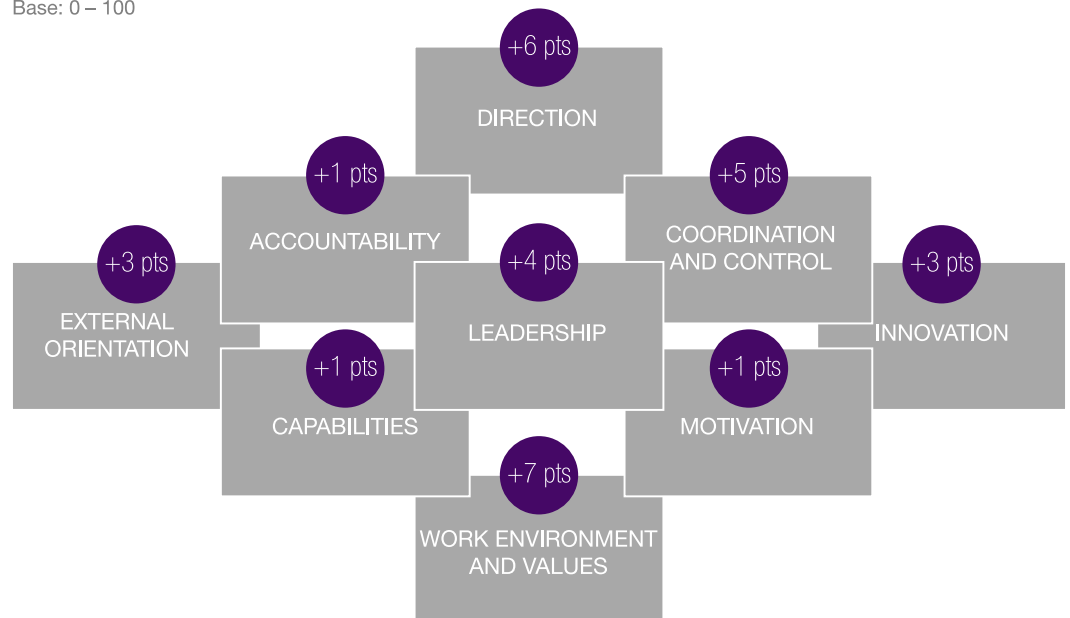 Base: 0 – 100
+6 pts
DIRECTION
+1 pts
ACCOUNTABILITY
+5 pts
COORDINATION
AND CONTROL
+3 pts
EXTERNAL
ORIENTATION
+4 pts
LEADERSHIP
+3 pts
INNOVATION
+1 pts
CAPABILITIES
+1 pts
MOTIVATION
+7 pts
WORK ENVIRONMENT
AND VALUES